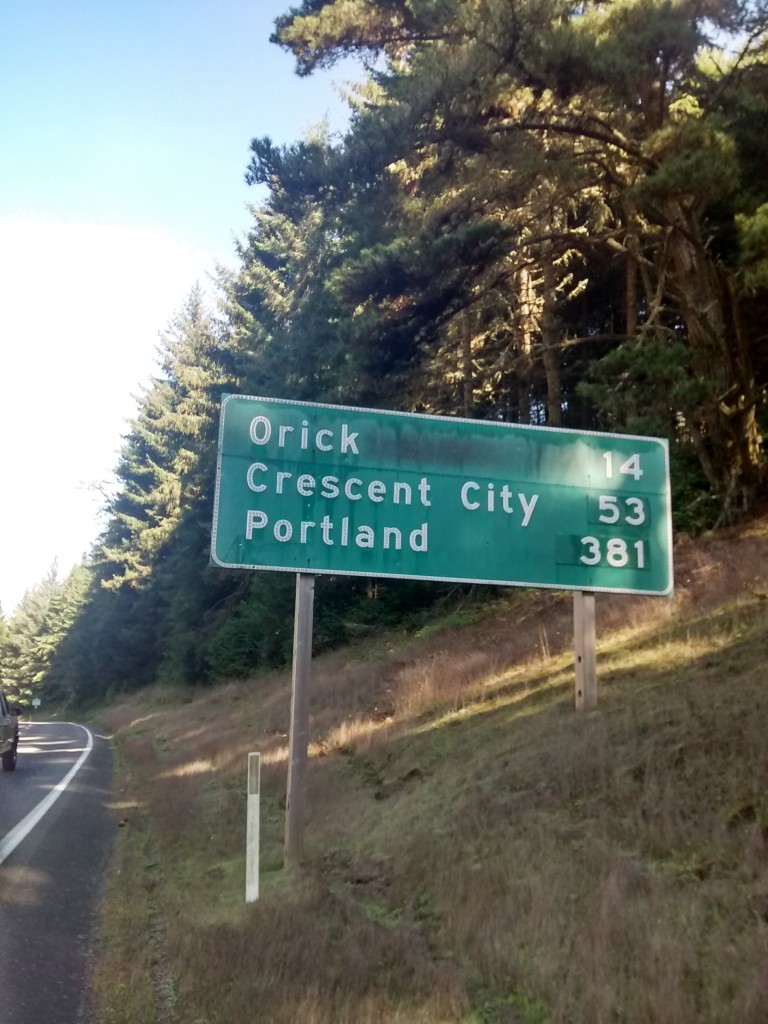 Orick 14
Crescent City 53
Portland 381